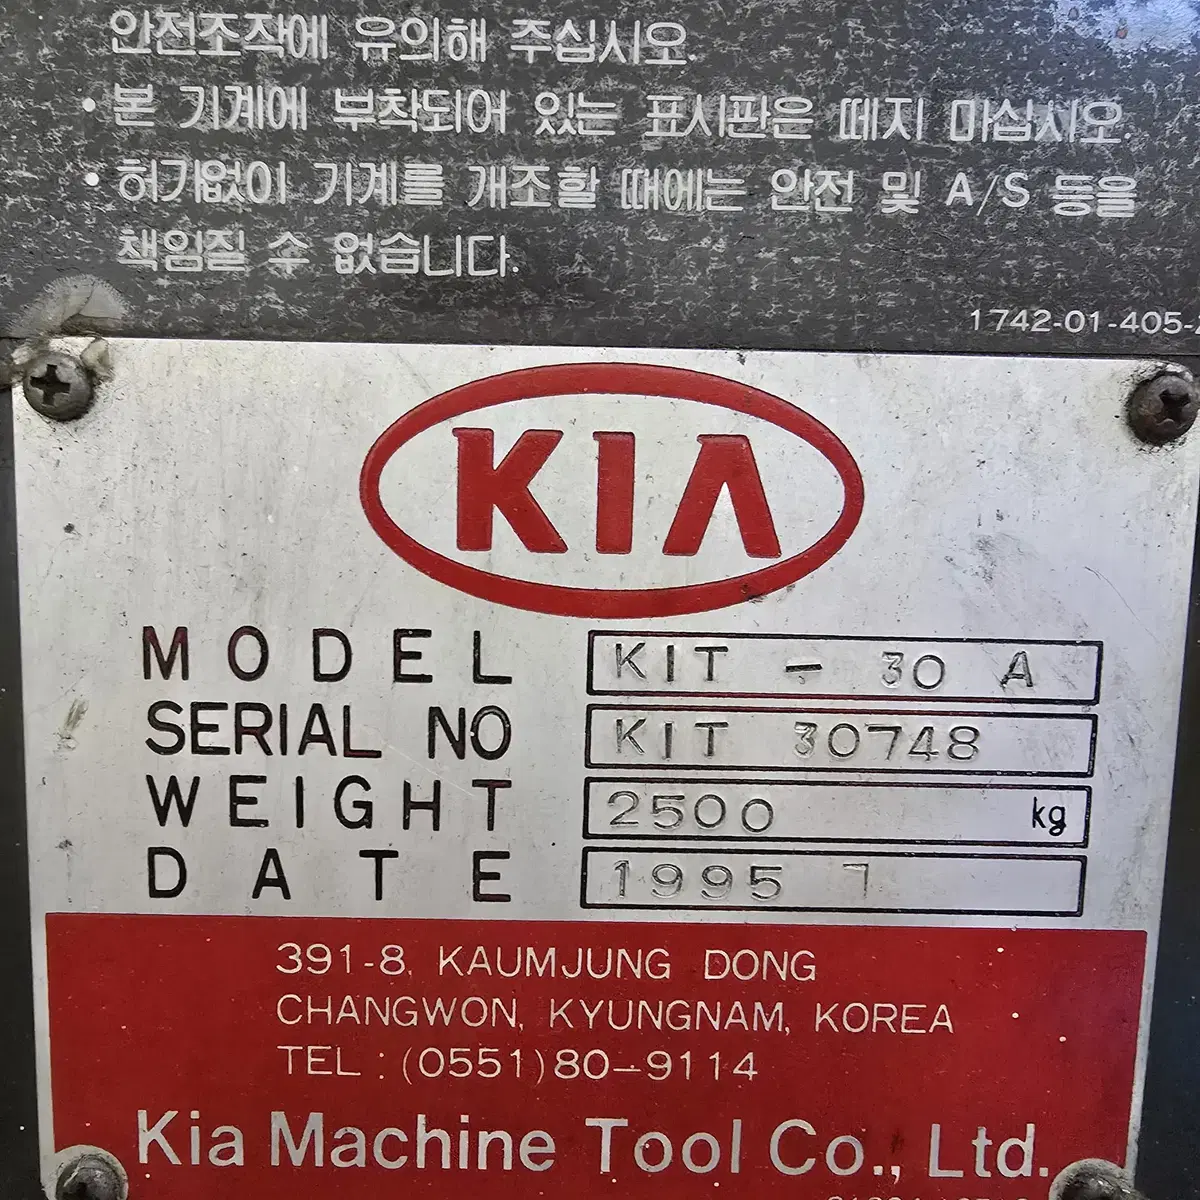 안전조작에 유의해 주십시오.
• 본 기계에 부착되어 있는 표시판은 떼지 마십시오.
• 허가없이 기계를 개조할 때에는 안전 및 A/S 등을
책임질 수 없습니다.
1742-01-405-
KIA
MODEL KIT - 30 A
SERIAL NO KIT 30748
WEIGHT 2500 kg
DATE 1995 7
391-8, KAUMJUNG DONG
CHANGWON, KYUNGNAM, KOREA
TEL : (0551)80-9114
Kia Machine Tool Co., Ltd.